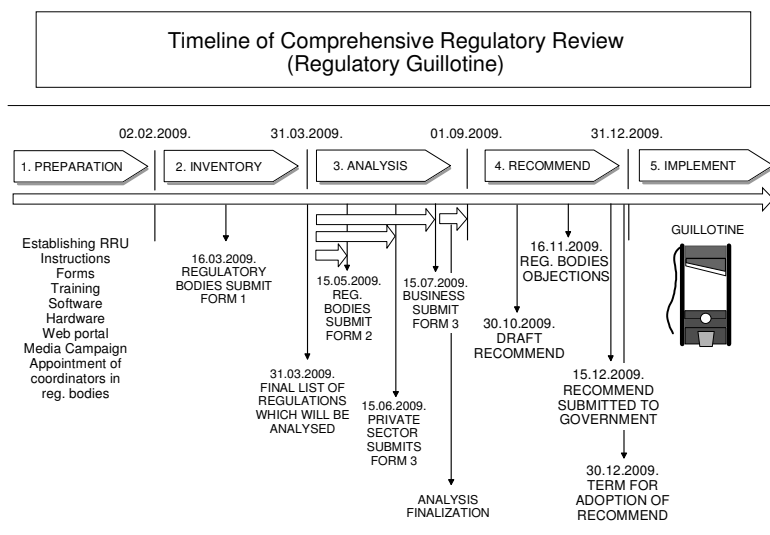 Timeline of Comprehensive Regulatory Review
(Regulatory Guillotine)
02.02.2009.
31.03.2009.
01.09.2009.
31.12.2009.
1. PREPARATION
2. INVENTORY
3. ANALYSIS
4. RECOMMEND
5. IMPLEMENT
Establishing RRU
Instructions
Forms
Training
Software
Hardware
Web portal
Media Campaign
Appointment of
coordinators in
reg. bodies
16.03.2009.
REGULATORY
BODIES SUBMIT
FORM 1
31.03.2009.
FINAL LIST OF
REGULATIONS
WHICH WILL BE
ANALYSED
15.05.2009.
REG.
BODIES
SUBMIT
FORM 2
15.06.2009.
PRIVATE
SECTOR
SUBMITS
FORM 3
15.07.2009.
BUSINESS
SUBMIT
FORM 3
ANALYSIS
FINALIZATION
30.10.2009.
DRAFT
RECOMMEND
16.11.2009.
REG. BODIES
OBJECTIONS
15.12.2009.
RECOMMEND
SUBMITTED TO
GOVERNMENT
30.12.2009.
TERM FOR
ADOPTION OF
RECOMMEND
GUILLOTINE